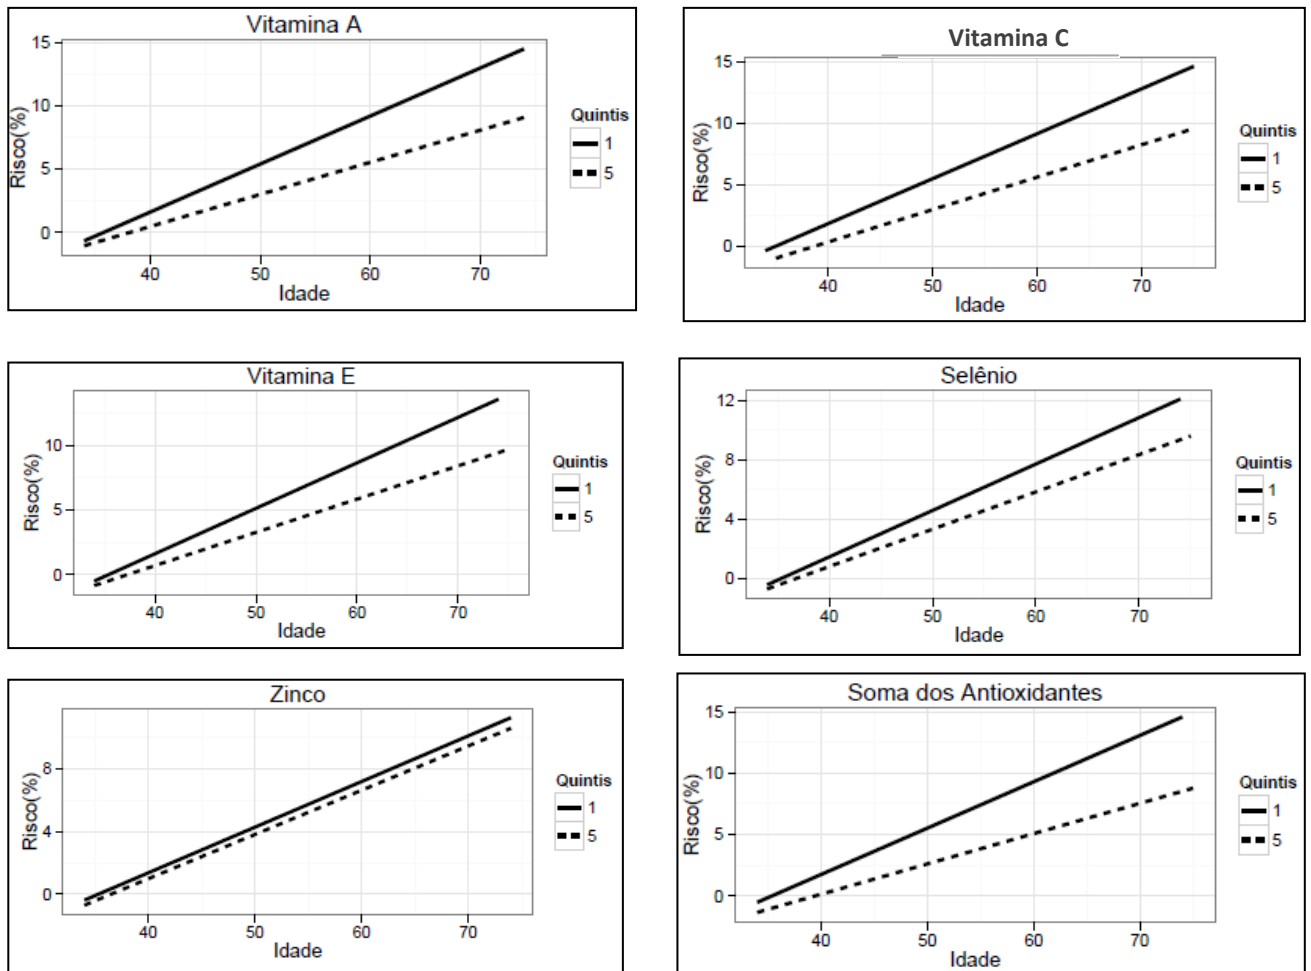 Vitamina A
15
10
5
0
Risco(%)
40 50 60 70
Idade
Quintis
1
5
Vitamina C
15
10
5
0
Risco(%)
40 50 60 70
Idade
Quintis
1
5
Vitamina E
10
5
0
Risco(%)
40 50 60 70
Idade
Quintis
1
5
Selênio
12
8
4
0
Risco(%)
40 50 60 70
Idade
Quintis
1
5
Zinco
8
4
0
Risco(%)
40 50 60 70
Idade
Quintis
1
5
Soma dos Antioxidantes
15
10
5
0
Risco(%)
40 50 60 70
Idade
Quintis
1
5